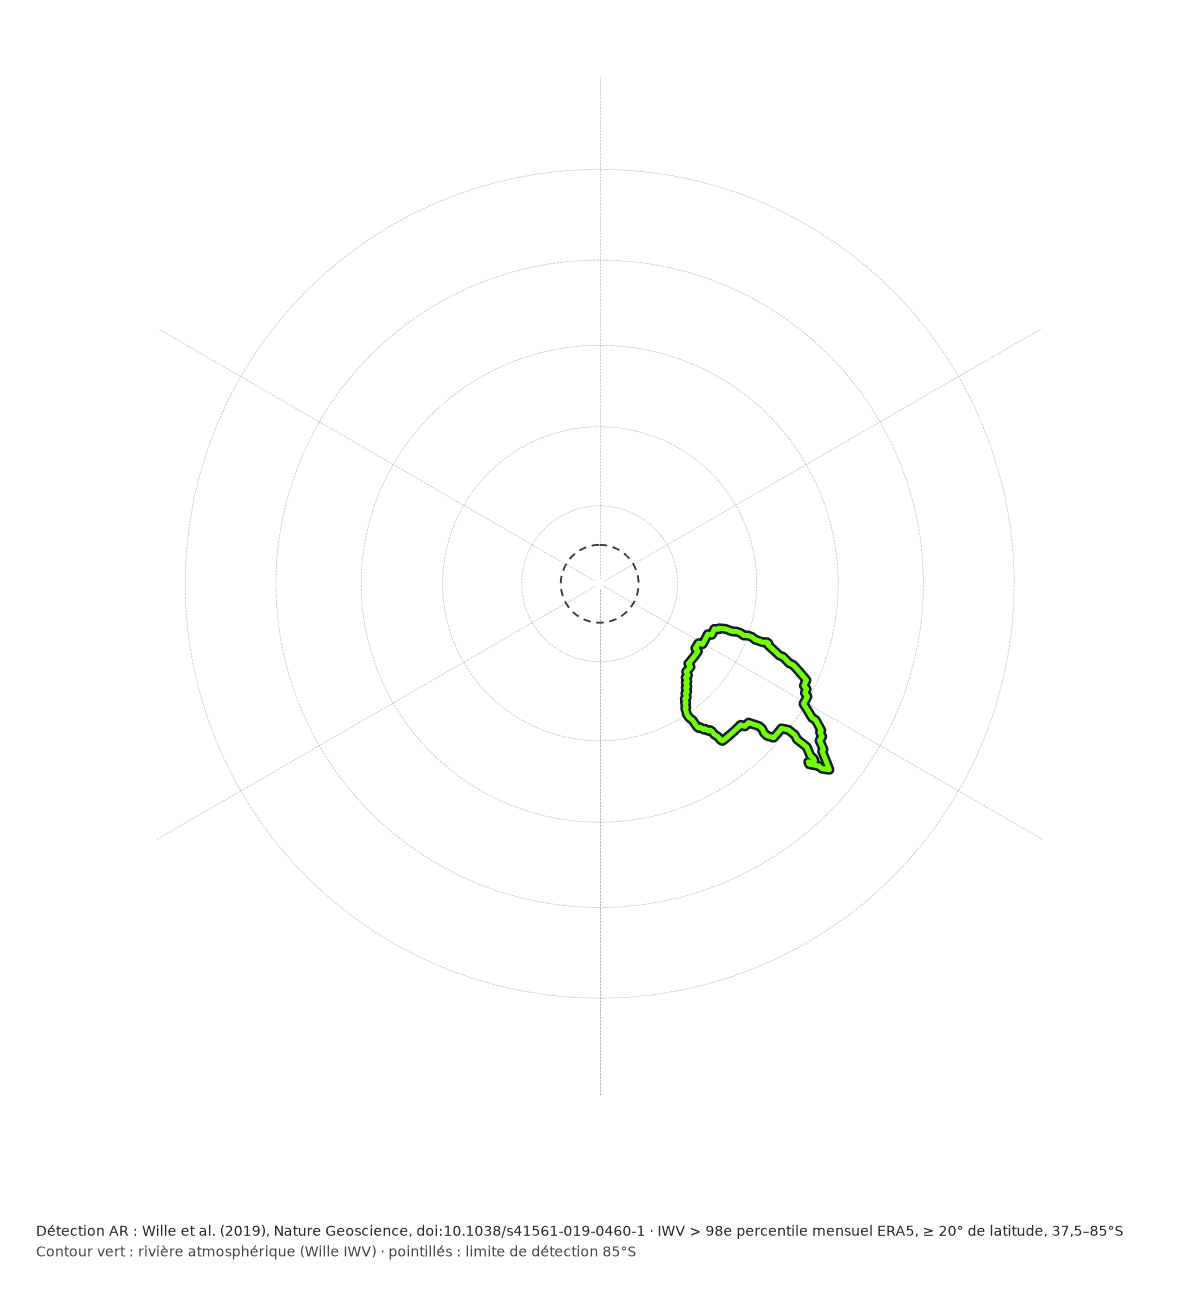 Détection AR : Wille et al. (2019), Nature Geoscience, doi:10.1038/s41561-019-0460-1 · IWV > 98e percentile mensuel ERA5, ≥ 20° de latitude, 37,5–85°S
Contour vert : rivière atmosphérique (Wille IWV) · pointillés : limite de détection 85°S